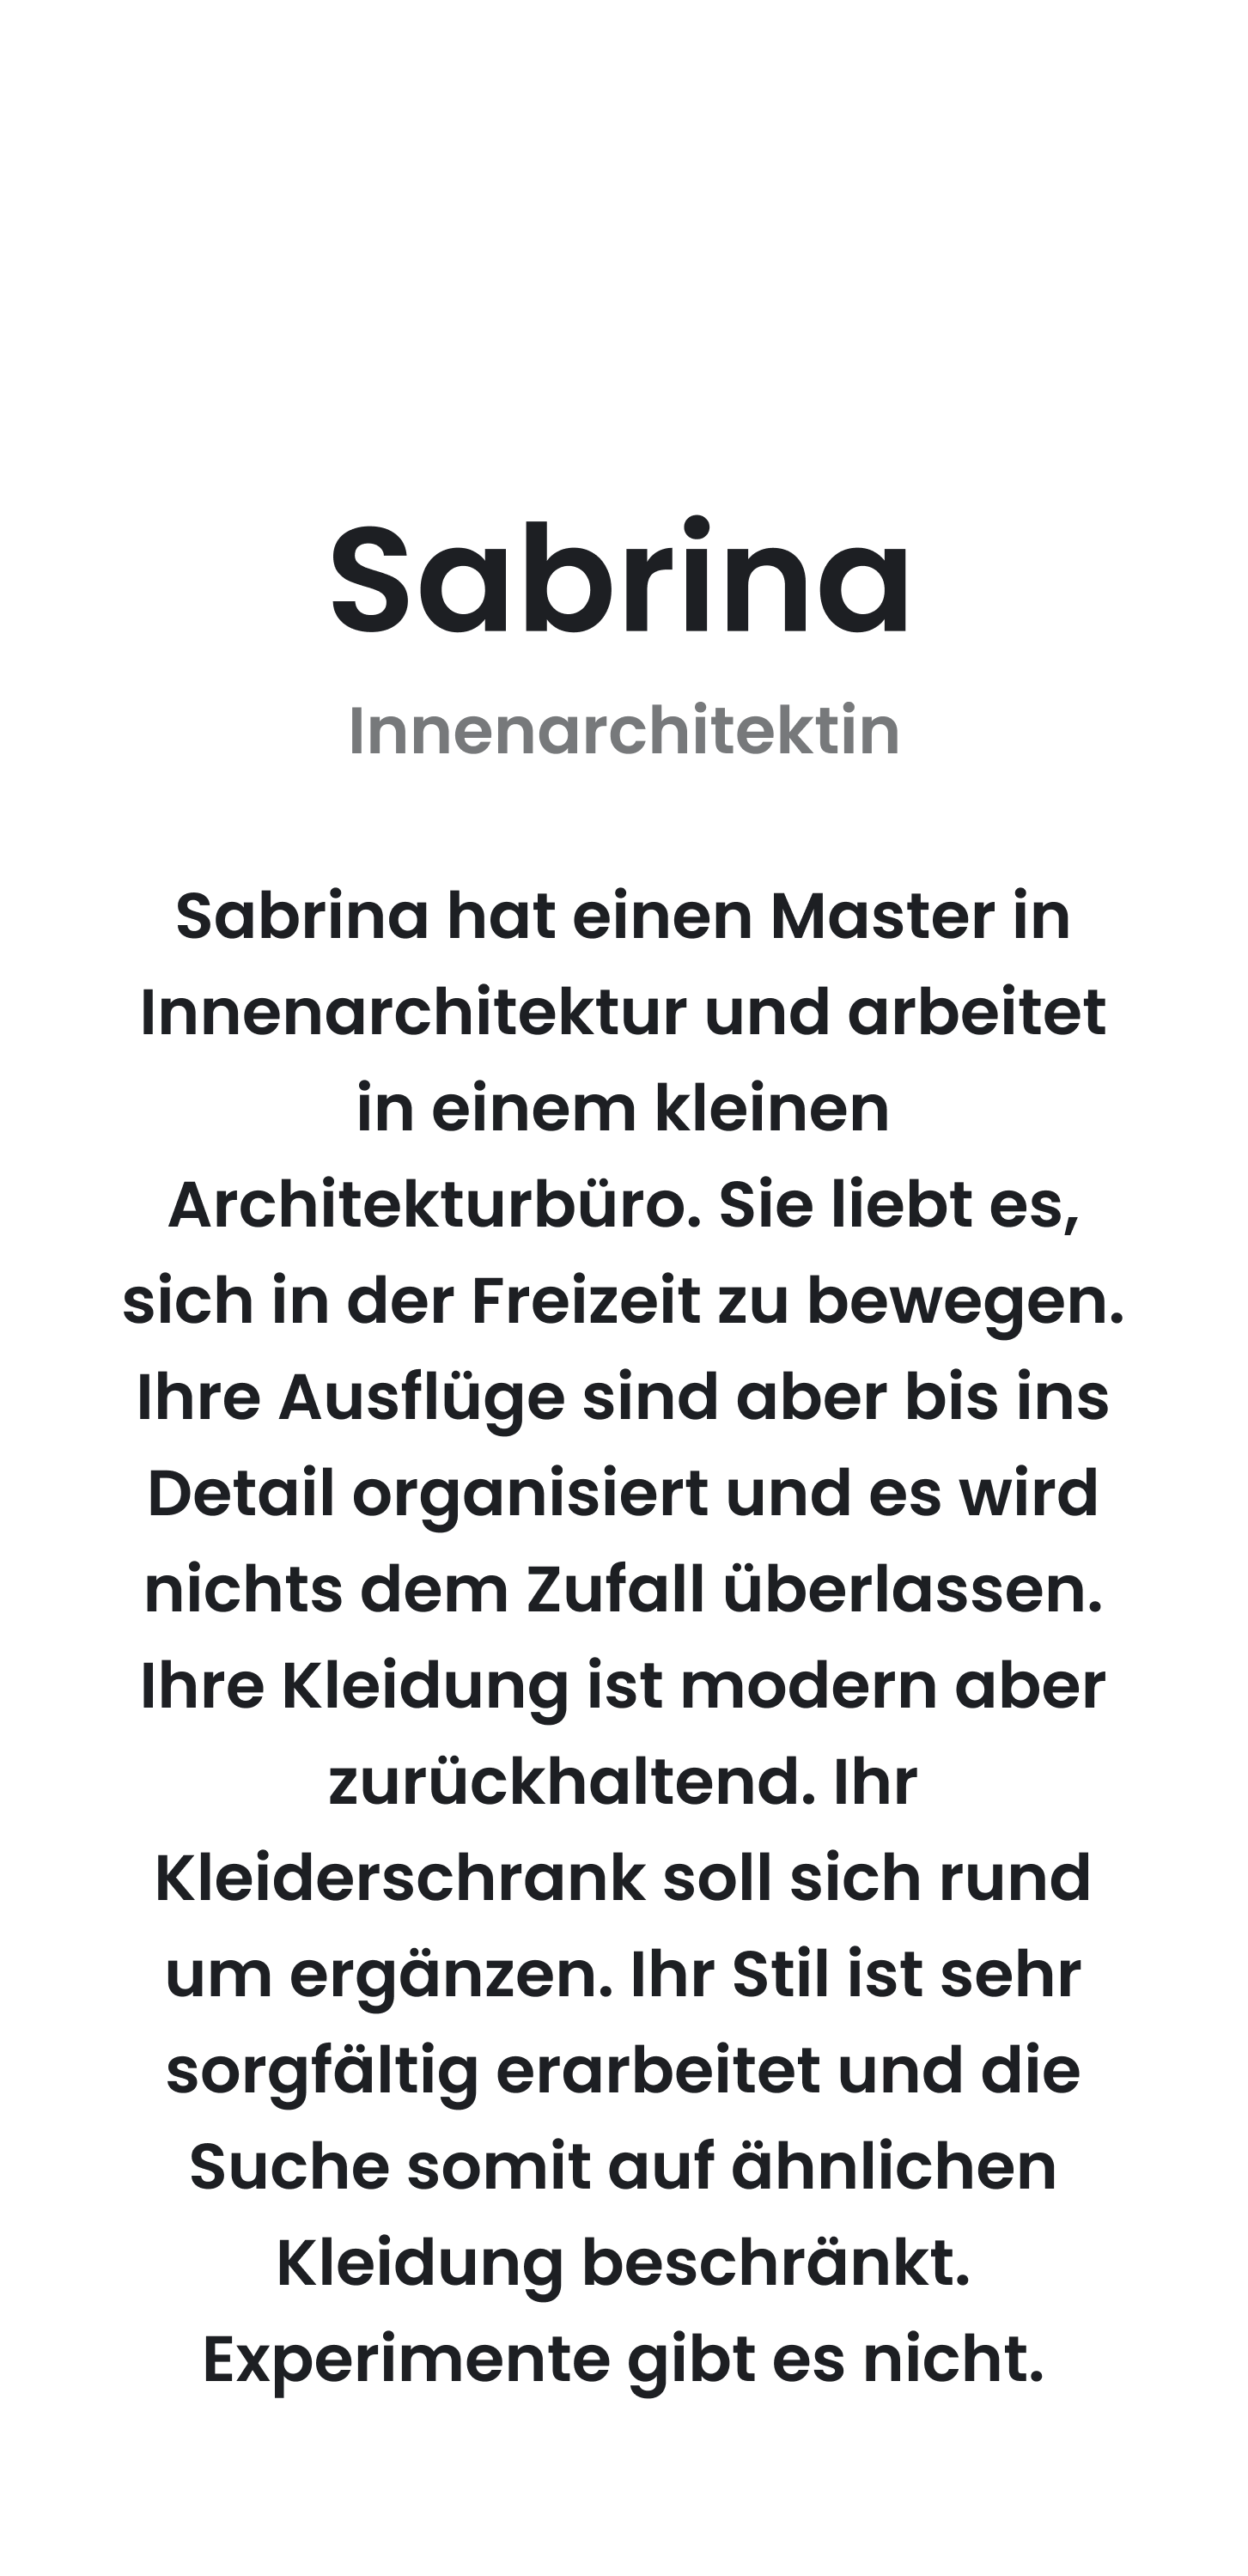 Sabrina
Innenarchitektin
Sabrina hat einen Master in
Innenarchitektur und arbeitet
in einem kleinen
Architekturbüro. Sie liebt es,
sich in der Freizeit zu bewegen.
Ihre Ausflüge sind aber bis ins
Detail organisiert und es wird
nichts dem Zufall überlassen.
Ihre Kleidung ist modern aber
zurückhaltend. Ihr
Kleiderschrank soll sich rund
um ergänzen. Ihr Stil ist sehr
sorgfältig erarbeitet und die
Suche somit auf ähnlichen
Kleidung beschränkt.
Experimente gibt es nicht.